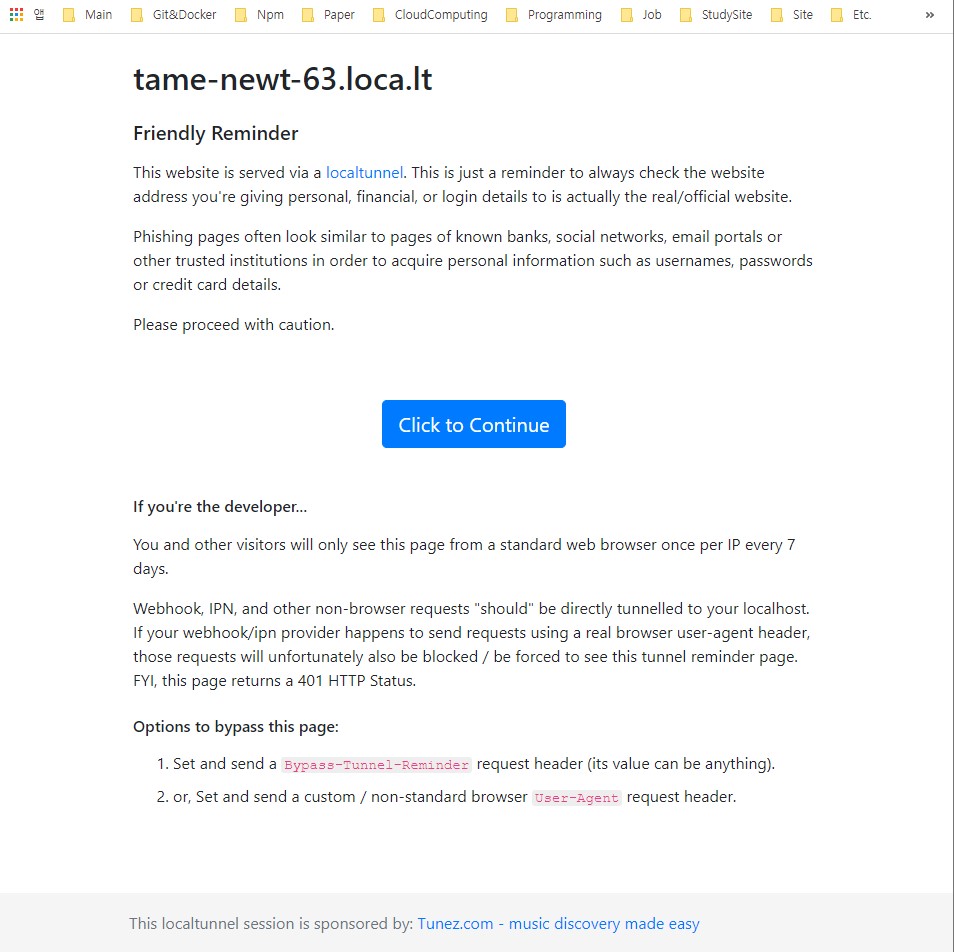 앱 Main Git&Docker Npm Paper CloudComputing Programming Job StudySite Site Etc. »
tame-newt-63.loca.lt
Friendly Reminder
This website is served via a localtunnel. This is just a reminder to always check the website
address you're giving personal, financial, or login details to is actually the real/official website.
Phishing pages often look similar to pages of known banks, social networks, email portals or
other trusted institutions in order to acquire personal information such as usernames, passwords
or credit card details.
Please proceed with caution.
Click to Continue
If you're the developer...
You and other visitors will only see this page from a standard web browser once per IP every 7
days.
Webhook, IPN, and other non-browser requests "should" be directly tunnelled to your localhost.
If your webhook/ipn provider happens to send requests using a real browser user-agent header,
those requests will unfortunately also be blocked / be forced to see this tunnel reminder page.
FYI, this page returns a 401 HTTP Status.
Options to bypass this page:
1. Set and send a Bypass-Tunnel-Reminder request header (its value can be anything).
2. or, Set and send a custom / non-standard browser User-Agent request header.
This localtunnel session is sponsored by: Tunez.com - music discovery made easy